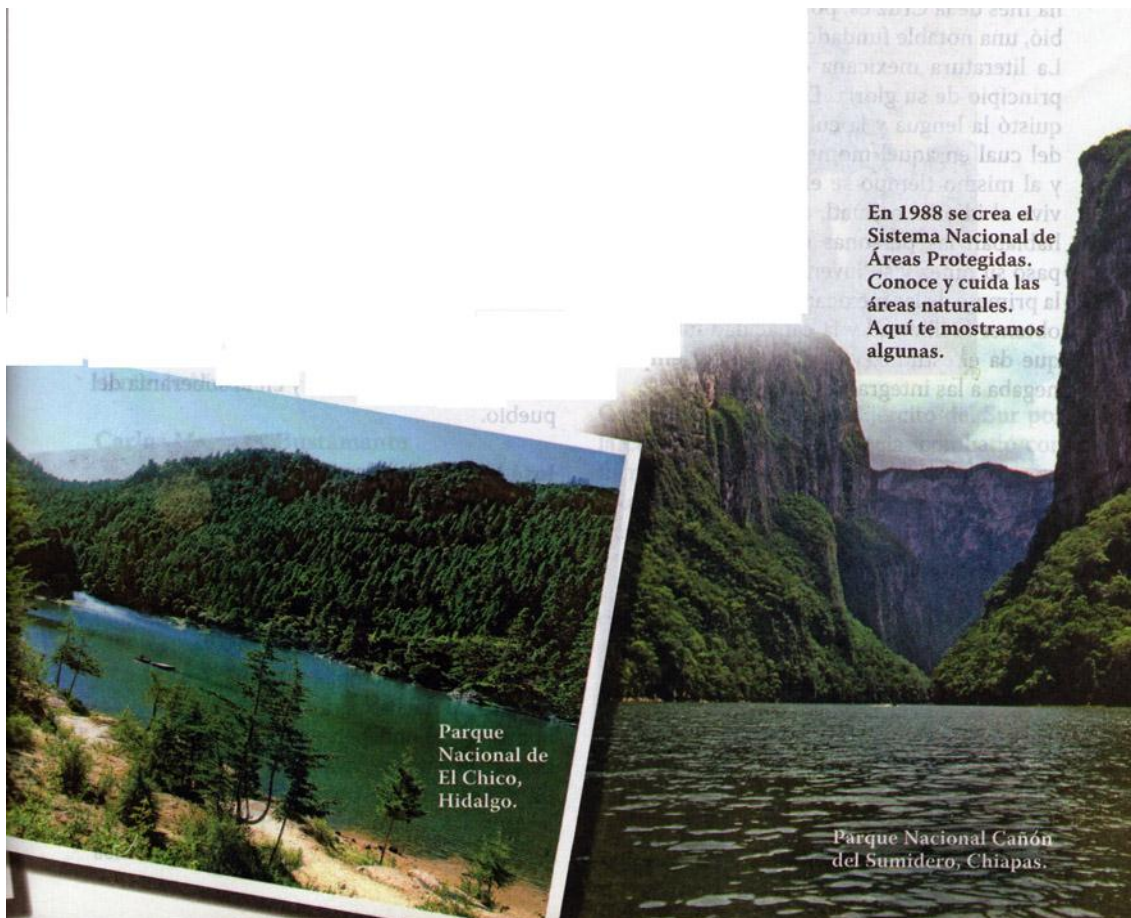 En 1988 se crea el
Sistema Nacional de
Áreas Protegidas.
Conoce y cuida las
áreas naturales.
Aquí te mostramos
algunas.
Parque
Nacional de
El Chico,
Hidalgo.
Parque Nacional Cañón
del Sumidero, Chiapas.